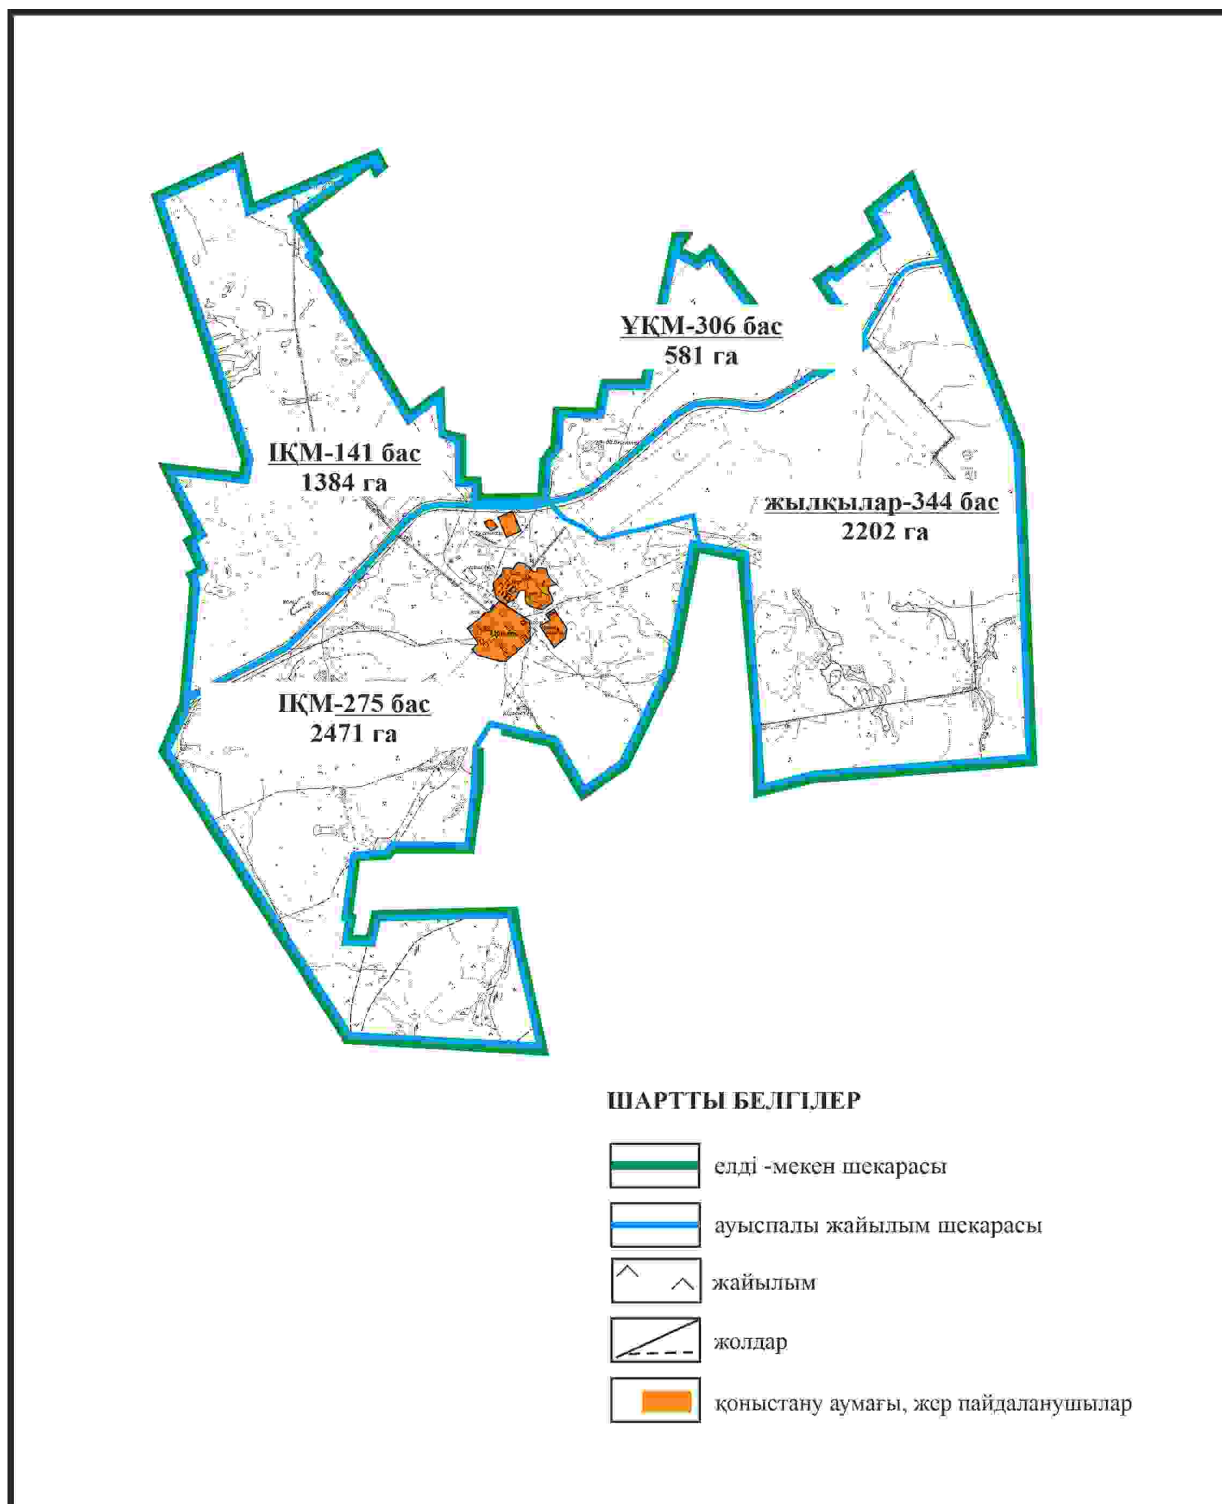 ҰҚМ-306 бас
581 га
ІҚМ-141 бас
1384 га
жылқылар-344 бас
2202 га
ІҚМ-275 бас
2471 га
ШАРТТЫ БЕЛГІЛЕР
елді -мекен шекарасы
ауыспалы жайылым шекарасы
жайылым
жолдар
қоныстану аумағы, жер пайдаланушылар